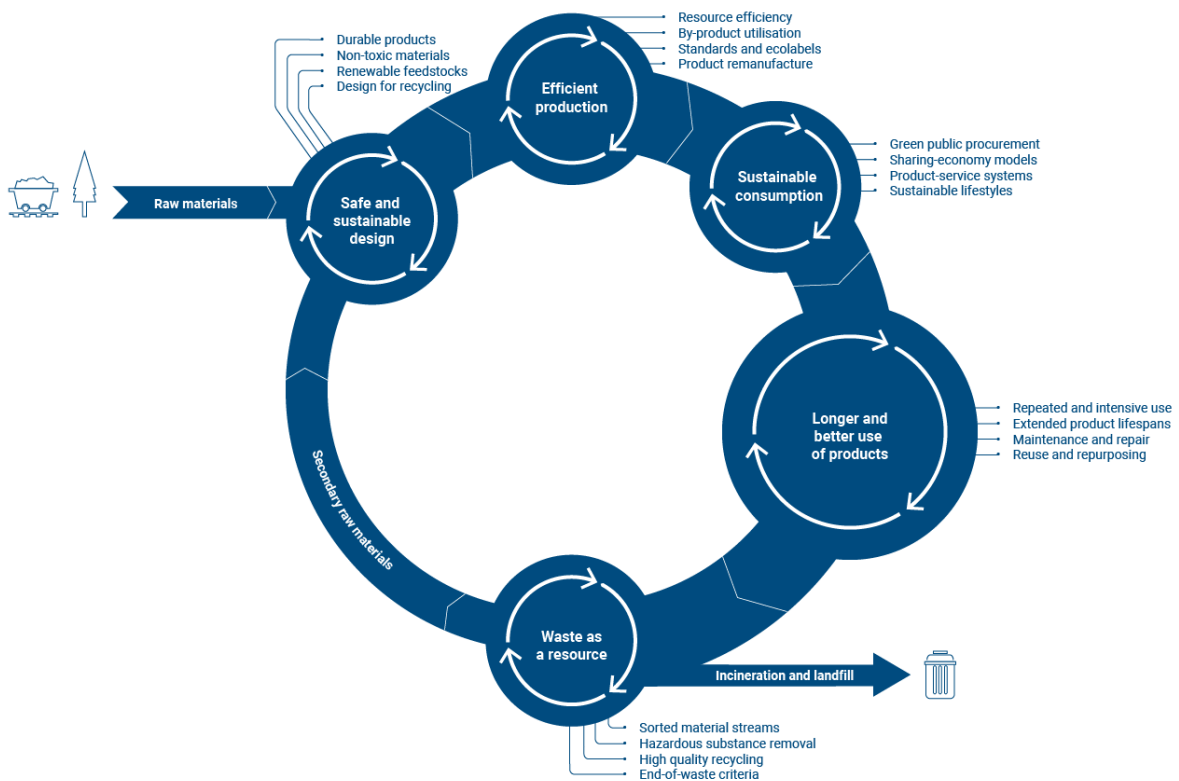 Resource efficiency
By-product utilisation
Standards and ecolabels
Product remanufacture
Durable products
Non-toxic materials
Renewable feedstocks
Design for recycling
Efficient
production
Green public procurement
Sharing-economy models
Product-service systems
Sustainable lifestyles
Sustainable
consumption
Raw materials
Safe and
sustainable
design
Longer and
better use
of products
Repeated and intensive use
Extended product lifespans
Maintenance and repair
Reuse and repurposing
Secondary raw materials
Waste as
a resource
Incineration and landfill
Sorted material streams
Hazardous substance removal
High quality recycling
End-of-waste criteria